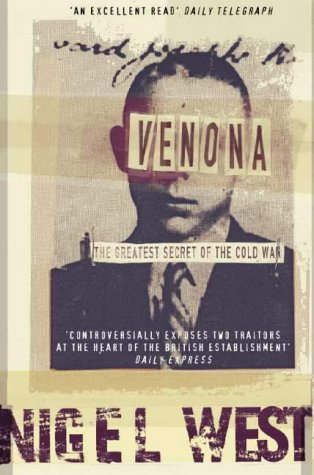 'AN EXCELLENT READ' DAILY TELEGRAPH
VENONA
THE GREATEST SECRET OF THE COLD WAR
'CONTROVERSIALLY EXPOSES TWO TRAITORS
AT THE HEART OF THE BRITISH ESTABLISHMENT'
DAILY EXPRESS
NIGEL WEST